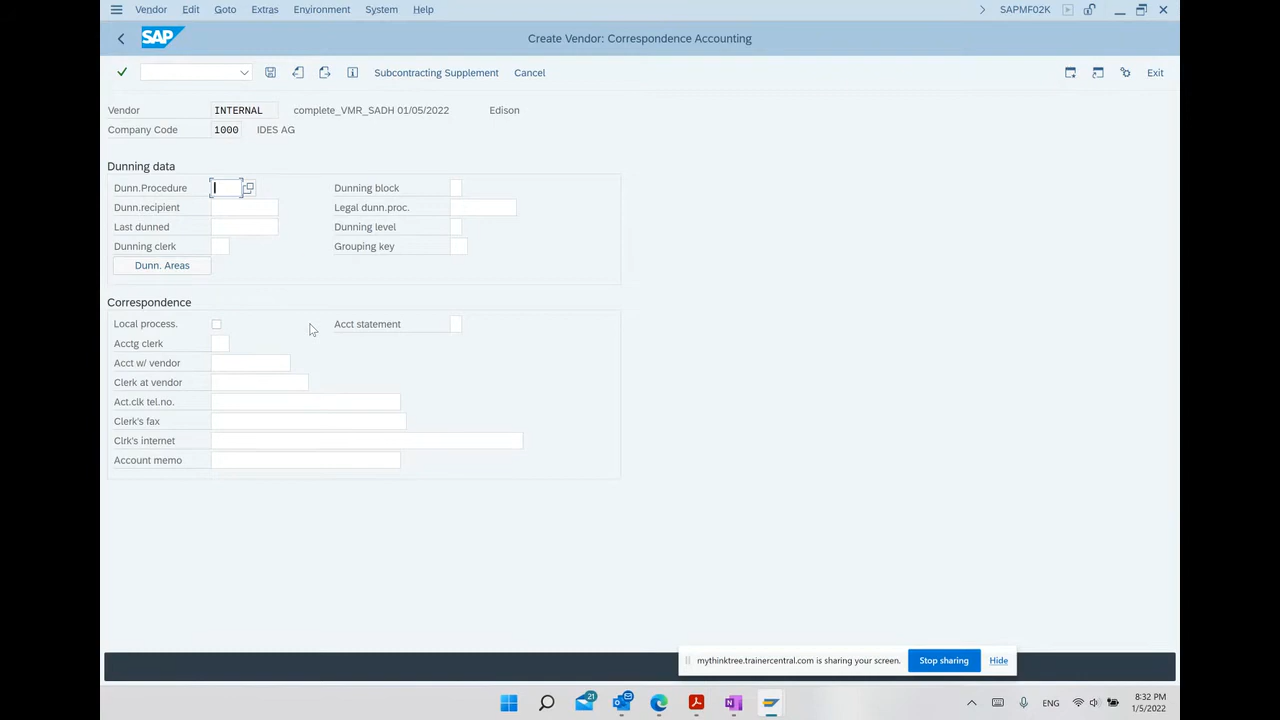 Vendor Edit Goto Extras Environment System Help SAPMF02K
SAP Create Vendor: Correspondence Accounting
Subcontracting Supplement Cancel Exit
Vendor INTERNAL complete_VMR_SADH 01/05/2022 Edison
Company Code 1000 IDES AG
Dunning data
Dunn.Procedure Dunning block
Dunn.recipient Legal dunn.proc.
Last dunned Dunning level
Dunning clerk Grouping key
Dunn. Areas
Correspondence
Local process. Acct statement
Acctg clerk
Acct w/ vendor
Clerk at vendor
Act.clk tel.no.
Clerk's fax
Clrk's internet
Account memo
mythinktree.trainercentral.com is sharing your screen. Stop sharing Hide
21
ENG 8:32 PM
1/5/2022